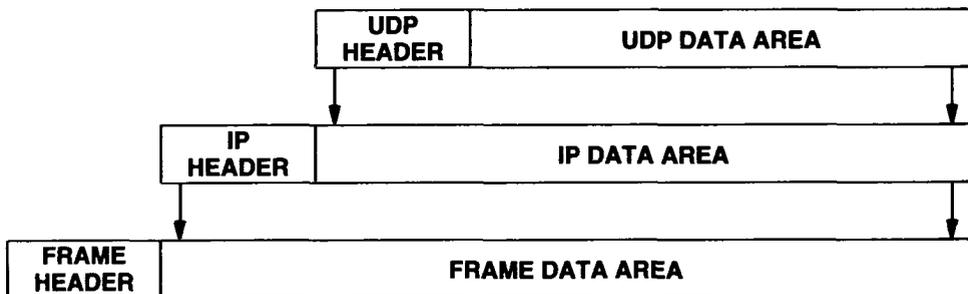 UDP
HEADER
UDP DATA AREA
IP
HEADER
IP DATA AREA
FRAME
HEADER
FRAME DATA AREA